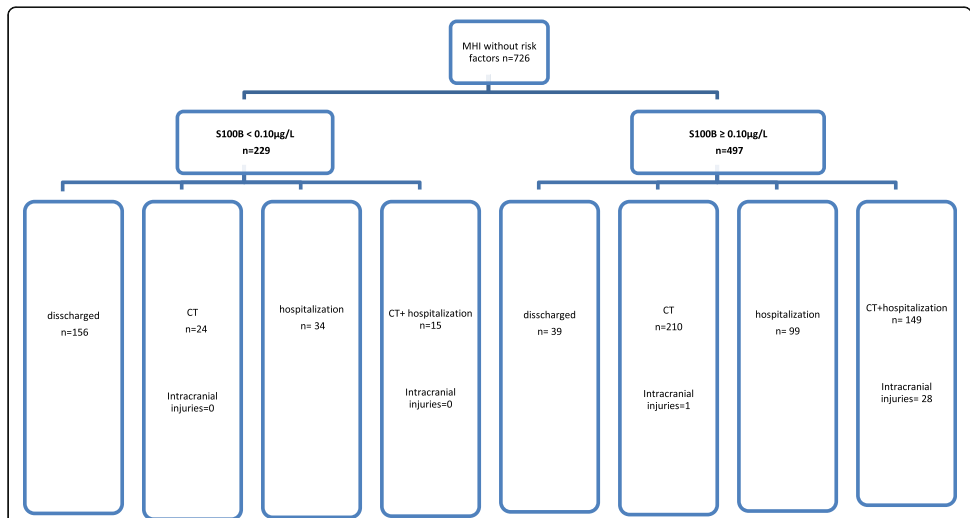 MHI without risk
factors n=726
S100B < 0.10µg/L
n=229
S100B ≥ 0.10µg/L
n=497
disscharged
n=156
CT
n=24
Intracranial
injuries=0
hospitalization
n= 34
CT+ hospitalization
n=15
Intracranial
injuries=0
disscharged
n= 39
CT
n=210
Intracranial
injuries=1
hospitalization
n= 99
CT+hospitalization
n= 149
Intracranial
injuries= 28